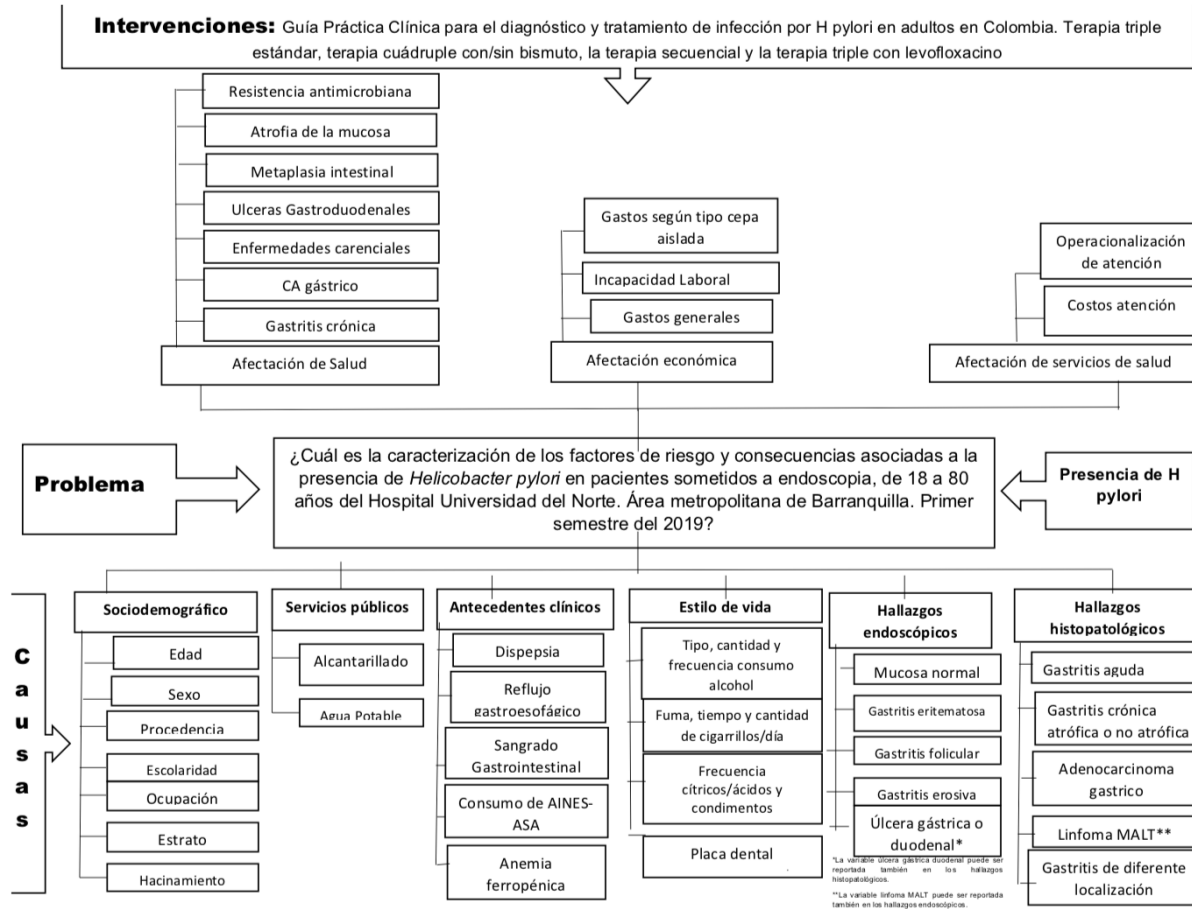 Intervenciones: Guía Práctica Clínica para el diagnóstico y tratamiento de infección por H pylori en adultos en Colombia. Terapia triple
estándar, terapia cuádruple con/sin bismuto, la terapia secuencial y la terapia triple con levofloxacino
Resistencia antimicrobiana
Atrofia de la mucosa
Metaplasia intestinal
Ulceras Gastroduodenales
Enfermedades carenciales
CA gástrico
Gastritis crónica
Afectación de Salud
Gastos según tipo cepa
aislada
Incapacidad Laboral
Gastos generales
Afectación económica
Operacionalización
de atención
Costos atención
Afectación de servicios de salud
Problema
¿Cuál es la caracterización de los factores de riesgo y consecuencias asociadas a la
presencia de Helicobacter pylori en pacientes sometidos a endoscopia, de 18 a 80
años del Hospital Universidad del Norte. Área metropolitana de Barranquilla. Primer
semestre del 2019?
Presencia de H
pylori
Causas
Sociodemográfico
Edad
Sexo
Procedencia
Escolaridad
Ocupación
Estrato
Hacinamiento
Servicios públicos
Alcantarillado
Agua Potable
Antecedentes clínicos
Dispepsia
Reflujo
gastroesofágico
Sangrado
Gastrointestinal
Consumo de AINES-
ASA
Anemia
ferropénica
Estilo de vida
Tipo, cantidad y
frecuencia consumo
alcohol
Fuma, tiempo y cantidad
de cigarrillos/día
Frecuencia
cítricos/ácidos y
condimentos
Placa dental
Hallazgos
endoscópicos
Mucosa normal
Gastritis eritematosa
Gastritis folicular
Gastritis erosiva
Úlcera gástrica o
duodenal*
*La variable úlcera gástrica duodenal puede ser
reportada también en los hallazgos
histopatológicos.
**La variable linfoma MALT puede ser reportada
también en los hallazgos endoscópicos.
Hallazgos
histopatológicos
Gastritis aguda
Gastritis crónica
atrófica o no atrófica
Adenocarcinoma
gastrico
Linfoma MALT**
Gastritis de diferente
localización